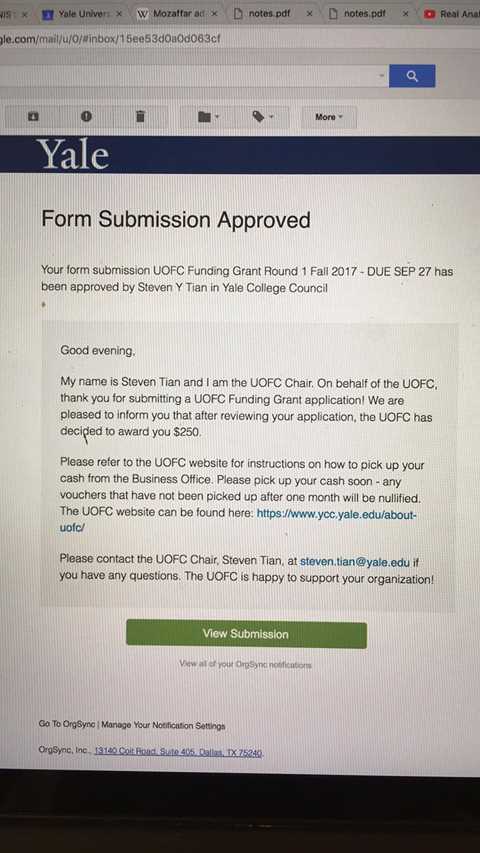 Yale Univers
Mozaffar ad
notes.pdf
notes.pdf
Real Anal
gle.com/mail/u/0/#inbox/15ee53d0a0d063cf
More
Yale
Form Submission Approved
Your form submission UOFC Funding Grant Round 1 Fall 2017 - DUE SEP 27 has
been approved by Steven Y Tian in Yale College Council
Good evening,
My name is Steven Tian and I am the UOFC Chair. On behalf of the UOFC,
thank you for submitting a UOFC Funding Grant application! We are
pleased to inform you that after reviewing your application, the UOFC has
decided to award you $250.
Please refer to the UOFC website for instructions on how to pick up your
cash from the Business Office. Please pick up your cash soon - any
vouchers that have not been picked up after one month will be nullified.
The UOFC website can be found here: https://www.ycc.yale.edu/about-
uofc/
Please contact the UOFC Chair, Steven Tian, at steven.tian@yale.edu if
you have any questions. The UOFC is happy to support your organization!
View Submission
View all of your OrgSync notifications
Go To OrgSync | Manage Your Notification Settings
OrgSync, Inc., 13140 Coit Road, Suite 405, Dallas, TX 75240.